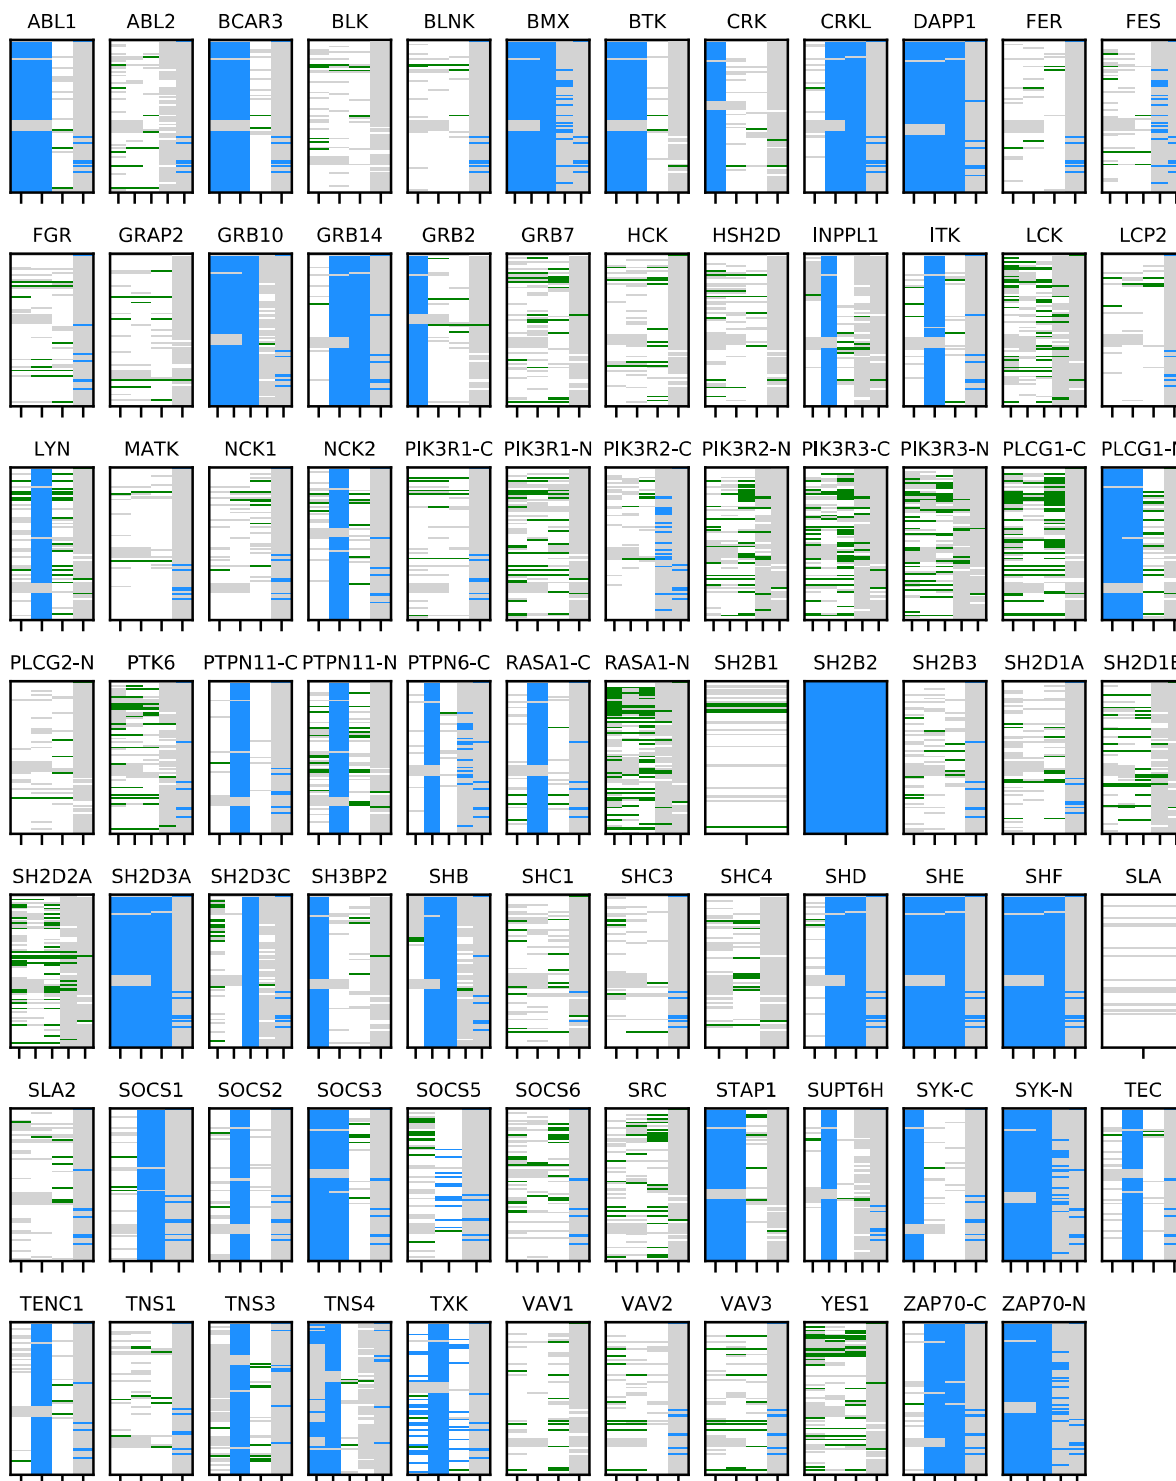 ABL1 ABL2 BCAR3 BLK BLNK BMX BTK CRK CRKL DAPP1 FER FES
FGR GRAP2 GRB10 GRB14 GRB2 GRB7 HCK HSH2D INPPL1 ITK LCK LCP2
LYN MATK NCK1 NCK2 PIK3R1-C PIK3R1-N PIK3R2-C PIK3R2-N PIK3R3-C PIK3R3-N PLCG1-C PLCG1-N
PLCG2-N PTK6 PTPN11-C PTPN11-N PTPN6-C RASA1-C RASA1-N SH2B1 SH2B2 SH2B3 SH2D1A SH2D1B
SH2D2A SH2D3A SH2D3C SH3BP2 SHB SHC1 SHC3 SHC4 SHD SHE SHF SLA
SLA2 SOCS1 SOCS2 SOCS3 SOCS5 SOCS6 SRC STAP1 SUPT6H SYK-C SYK-N TEC
TENC1 TNS1 TNS3 TNS4 TXK VAV1 VAV2 VAV3 YES1 ZAP70-C ZAP70-N